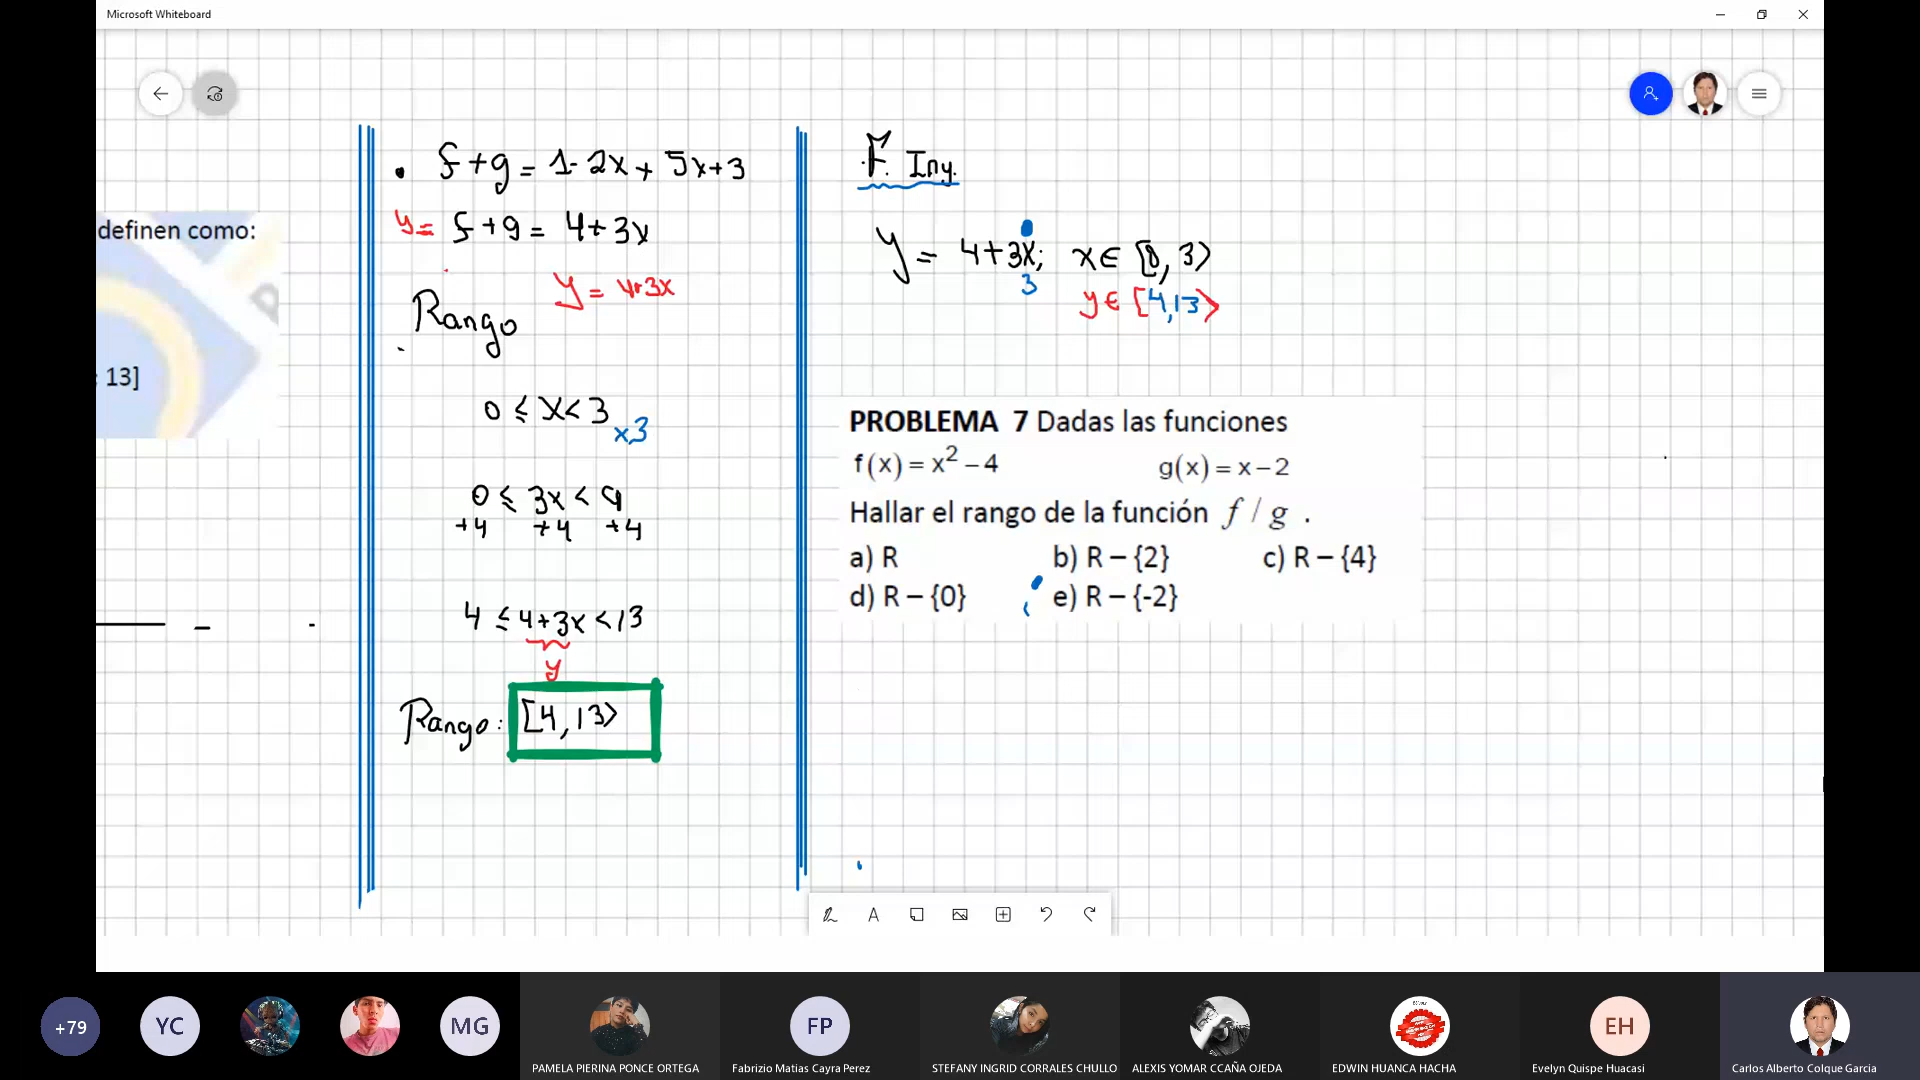 Microsoft Whiteboard
definen como:
13]
f+g = 1-2x+ 5x+3
y= f+g = 4+3x
Rango y = 4+3x
0 ≤ x < 3 x3
0 ≤ 3x < 9
+4 +4 +4
4 ≤ 4+3x < 13
y
Rango: [4, 13>
F. Iny.
y = 4+3x; x ∈ [0, 3>
3
y ∈ [4, 13>
PROBLEMA 7 Dadas las funciones
f(x) = x² – 4 g(x) = x – 2
Hallar el rango de la función f / g .
a) R b) R – {2} c) R – {4}
d) R – {0} e) R – {-2}
A
+79 YC MG FP EH
PAMELA PIERINA PONCE ORTEGA Fabrizio Matias Cayra Perez STEFANY INGRID CORRALES CHULLO ALEXIS YOMAR CCAÑA OJEDA EDWIN HUANCA HACHA Evelyn Quispe Huacasi Carlos Alberto Colque Garcia